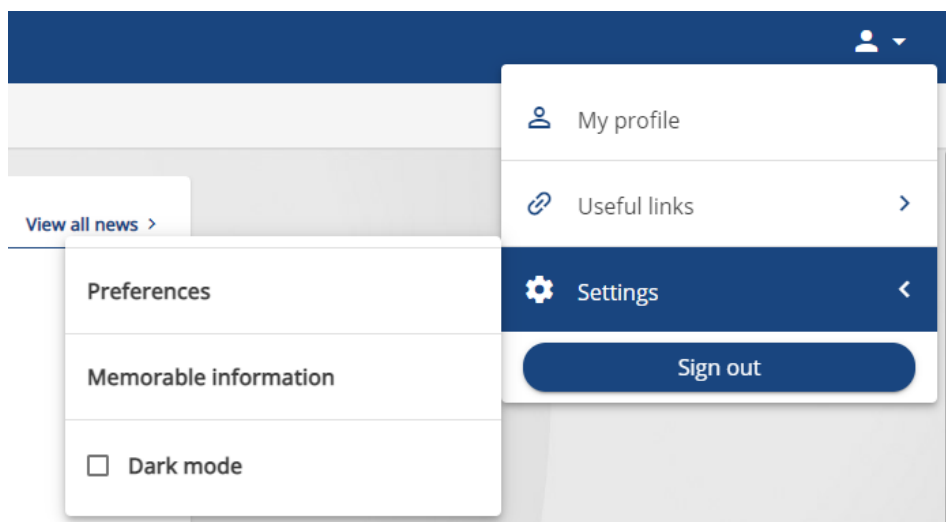 My profile
Useful links
View all news >
Preferences
Settings
Memorable information
Sign out
Dark mode